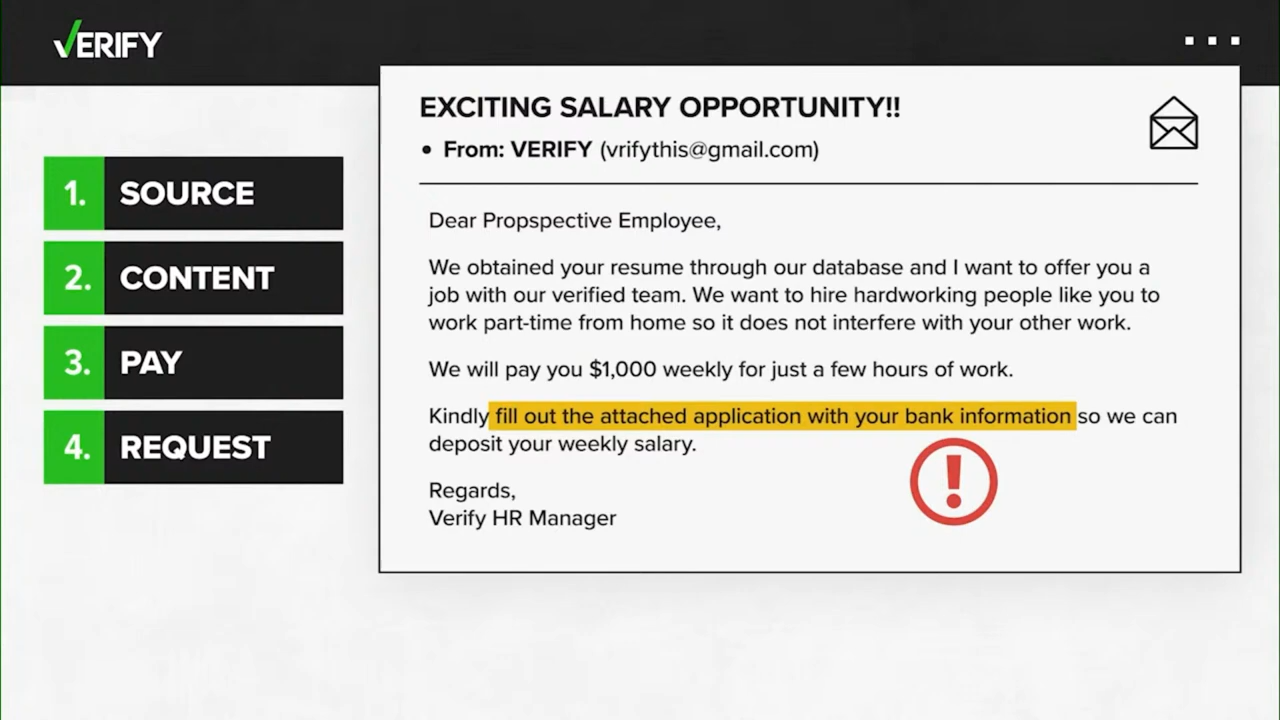 VERIFY
1. SOURCE
2. CONTENT
3. PAY
4. REQUEST
EXCITING SALARY OPPORTUNITY!!
• From: VERIFY (vrifythis@gmail.com)
Dear Propspective Employee,
We obtained your resume through our database and I want to offer you a
job with our verified team. We want to hire hardworking people like you to
work part-time from home so it does not interfere with your other work.
We will pay you $1,000 weekly for just a few hours of work.
Kindly fill out the attached application with your bank information so we can
deposit your weekly salary.
Regards,
Verify HR Manager